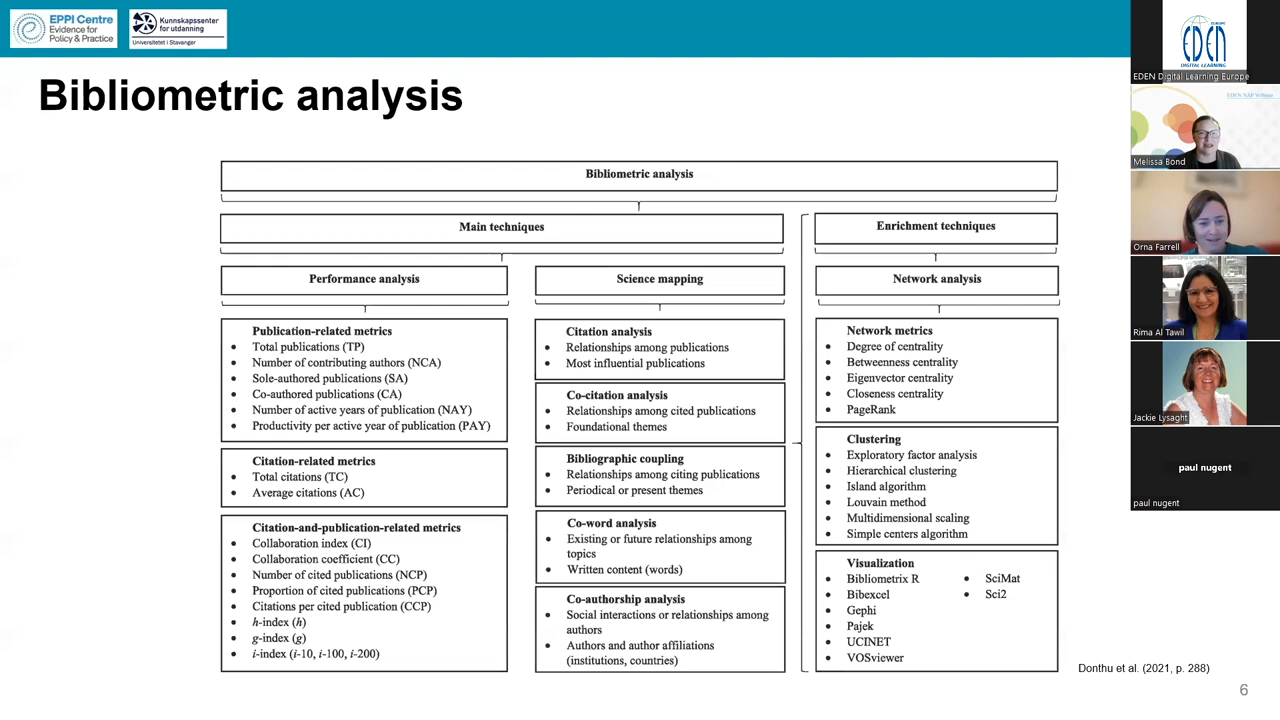 EPPI Centre
Evidence for
Policy & Practice
Kunnskapssenter
for utdanning
Universitetet i Stavanger
Bibliometric analysis
Bibliometric analysis
Main techniques
Enrichment techniques
Performance analysis
Science mapping
Network analysis
Publication-related metrics
• Total publications (TP)
• Number of contributing authors (NCA)
• Sole-authored publications (SA)
• Co-authored publications (CA)
• Number of active years of publication (NAY)
• Productivity per active year of publication (PAY)
Citation-related metrics
• Total citations (TC)
• Average citations (AC)
Citation-and-publication-related metrics
• Collaboration index (CI)
• Collaboration coefficient (CC)
• Number of cited publications (NCP)
• Proportion of cited publications (PCP)
• Citations per cited publication (CCP)
• h-index (h)
• g-index (g)
• i-index (i-10, i-100, i-200)
Citation analysis
• Relationships among publications
• Most influential publications
Co-citation analysis
• Relationships among cited publications
• Foundational themes
Bibliographic coupling
• Relationships among citing publications
• Periodical or present themes
Co-word analysis
• Existing or future relationships among
topics
• Written content (words)
Co-authorship analysis
• Social interactions or relationships among
authors
• Authors and author affiliations
(institutions, countries)
Network metrics
• Degree of centrality
• Betweenness centrality
• Eigenvector centrality
• Closeness centrality
• PageRank
Clustering
• Exploratory factor analysis
• Hierarchical clustering
• Island algorithm
• Louvain method
• Multidimensional scaling
• Simple centers algorithm
Visualization
• Bibliometrix R
• Bibexcel
• Gephi
• Pajek
• UCINET
• VOSviewer
• SciMat
• Sci2
Donthu et al. (2021, p. 288)
6
EUROPE
EDEN
DIGITAL LEARNING
EDEN Digital Learning Europe
EDEN NAP Webinar
Melissa Bond
Orna Farrell
Rima Al Tawil
Jackie Lysaght
paul nugent
paul nugent